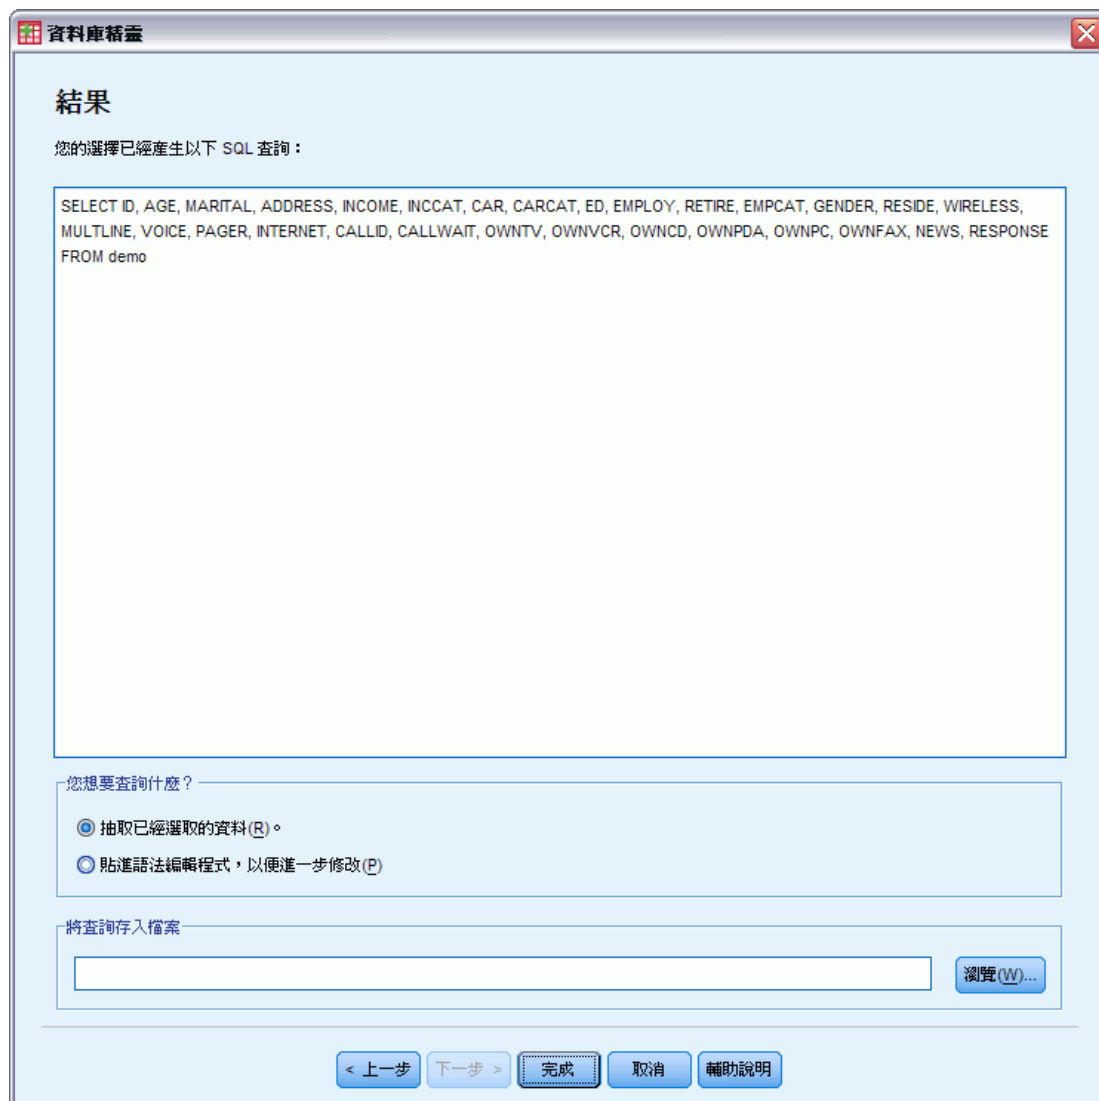 資料庫精靈
結果
您的選擇已經產生以下 SQL 查詢：
SELECT ID, AGE, MARITAL, ADDRESS, INCOME, INCCAT, CAR, CARCAT, ED, EMPLOY, RETIRE, EMPCAT, GENDER, RESIDE, WIRELESS,
MULTLINE, VOICE, PAGER, INTERNET, CALLID, CALLWAIT, OWNTV, OWNVCR, OWNCD, OWNPDA, OWNPC, OWNFAX, NEWS, RESPONSE
FROM demo
您想要查詢什麼？
抽取已經選取的資料(R)。
貼進語法編輯程式，以便進一步修改(P)
將查詢存入檔案
瀏覽(W)...
< 上一步 下一步 > 完成 取消 輔助說明